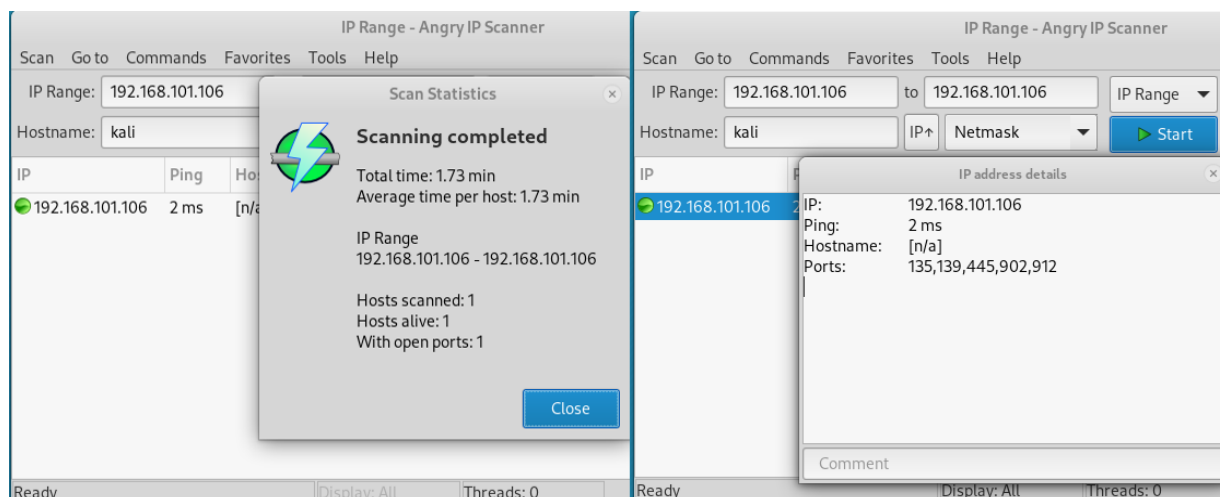 IP Range - Angry IP Scanner
Scan Go to Commands Favorites Tools Help
IP Range: 192.168.101.106
Hostname: kali
IP Ping
192.168.101.106 2 ms [n/a
Scan Statistics
Scanning completed
Total time: 1.73 min
Average time per host: 1.73 min
IP Range
192.168.101.106 - 192.168.101.106
Hosts scanned: 1
Hosts alive: 1
With open ports: 1
Close
Ready Display: All Threads: 0
IP Range - Angry IP Scanner
Scan Go to Commands Favorites Tools Help
IP Range: 192.168.101.106 to 192.168.101.106 IP Range
Hostname: kali IP↑ Netmask Start
IP
192.168.101.106 2
IP address details
IP: 192.168.101.106
Ping: 2 ms
Hostname: [n/a]
Ports: 135,139,445,902,912
Comment
Ready Display: All Threads: 0